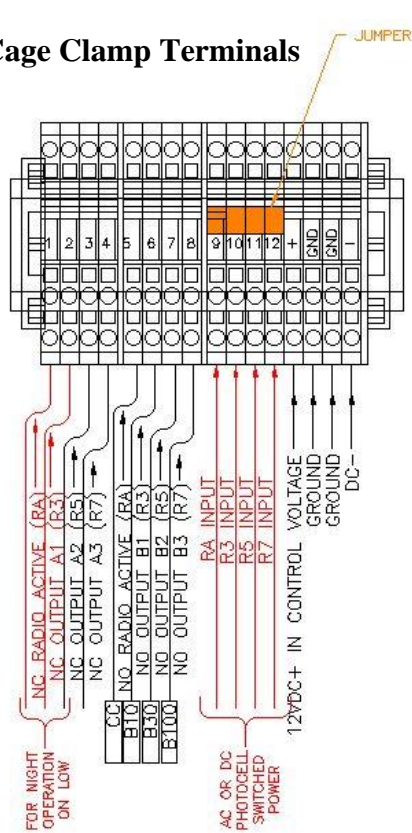 Cage Clamp Terminals
JUMPER
1 2 3 4 5 6 7 8 9 10 11 12 + GND GND -
NC RADIO ACTIVE (RA)
NC OUTPUT A1 (R3)
NC OUTPUT A2 (R5)
NC OUTPUT A3 (R7)
NO RADIO ACTIVE (RA)
NO OUTPUT B1 (R3)
NO OUTPUT B2 (R5)
NO OUTPUT B3 (R7)
RA INPUT
R3 INPUT
R5 INPUT
R7 INPUT
12VDC+ IN CONTROL VOLTAGE
GROUND
GROUND
DC-
CC
B10
B30
B100
FOR NIGHT
OPERATION
ON LOW
AC OR DC
PHOTOCELL
SWITCHED
POWER